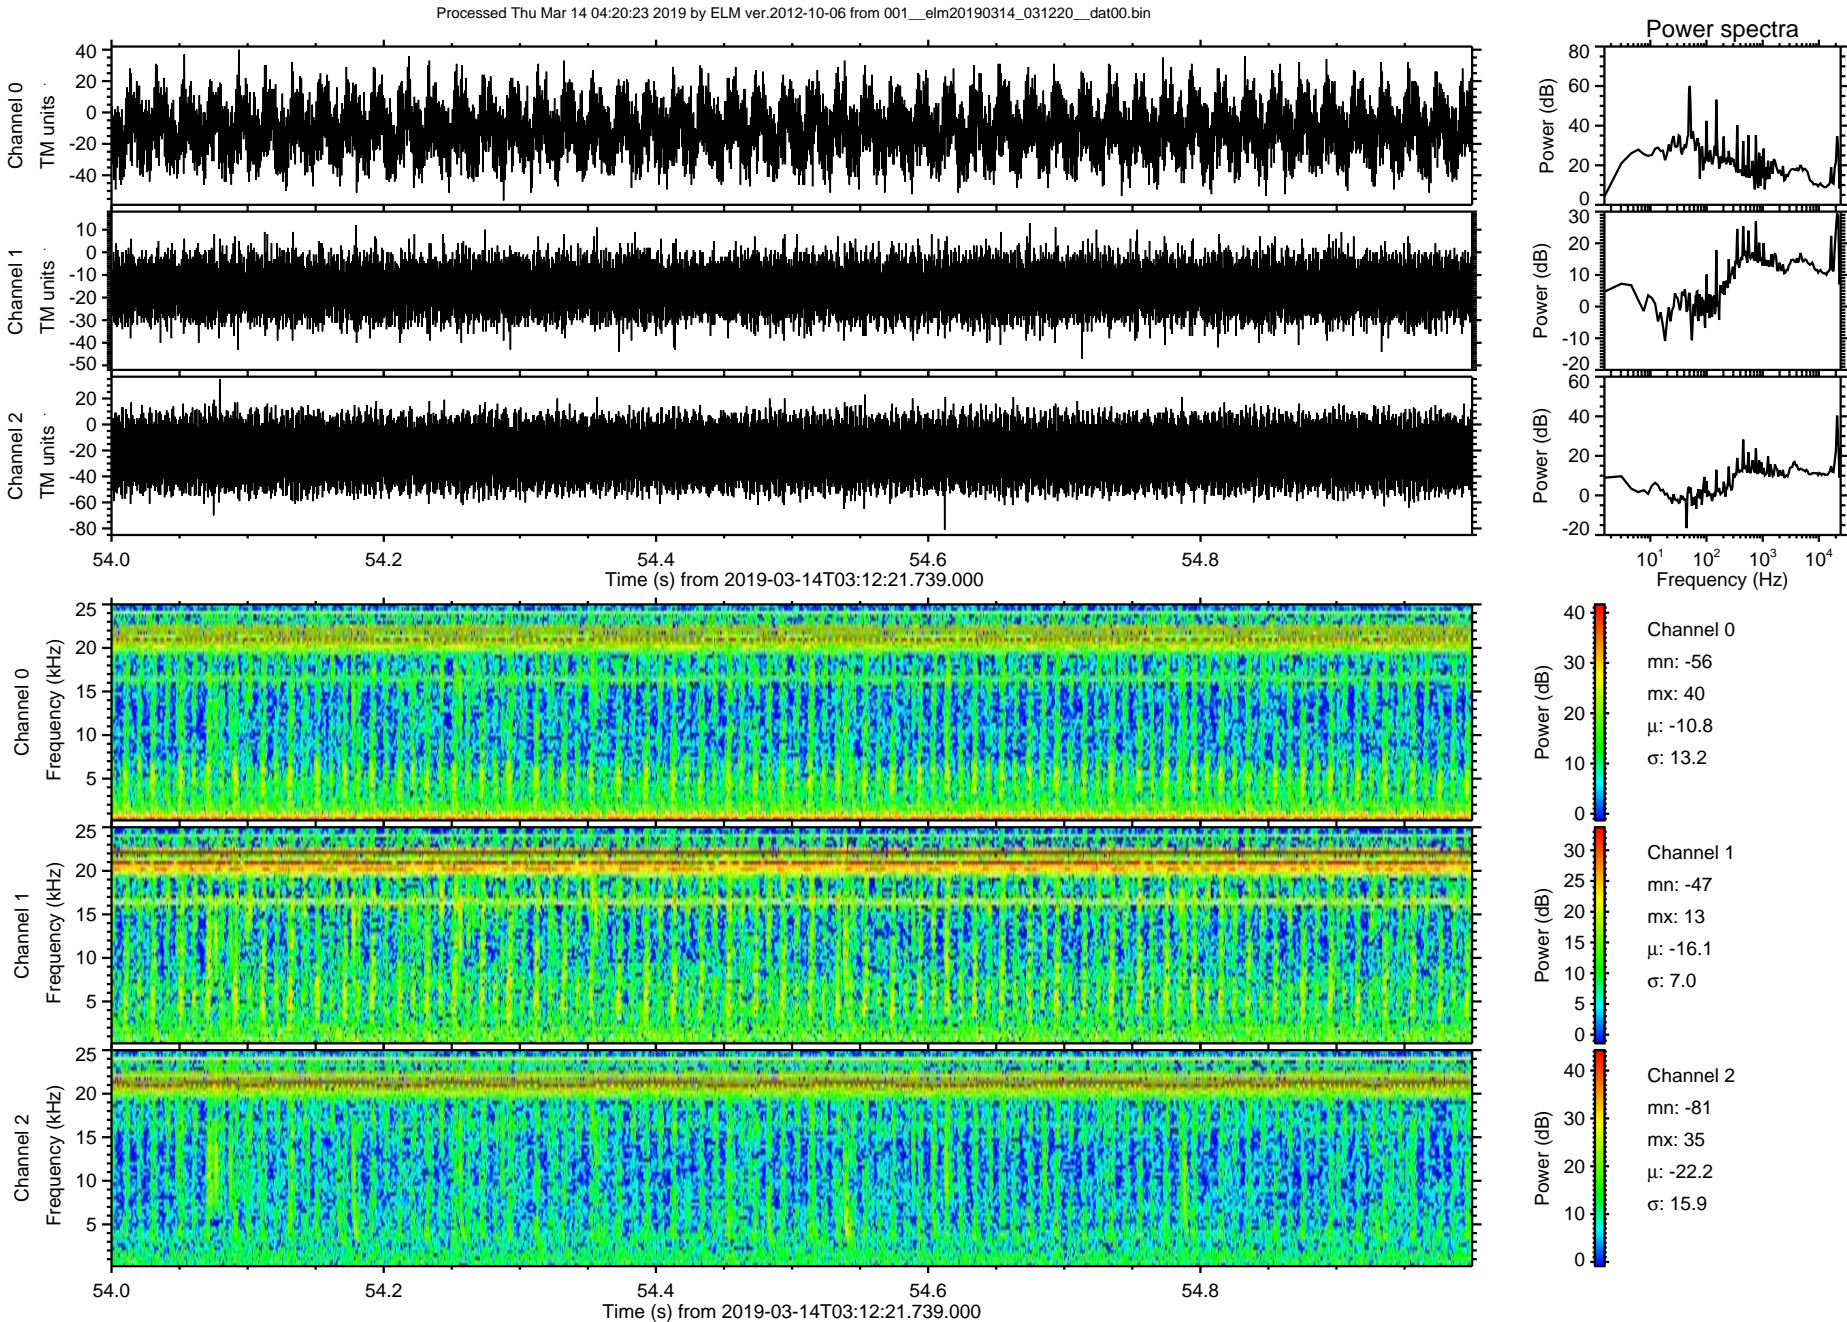 Processed Thu Mar 14 04:20:23 2019 by ELM ver.2012-10-06 from 001__elm20190314_031220__dat00.bin
Power spectra
Channel 0
TM units
40
20
0
-20
-40
Power (dB)
80
60
40
20
0
Channel 1
TM units
10
0
-10
-20
-30
-40
-50
Power (dB)
30
20
10
0
-10
-20
Channel 2
TM units
20
0
-20
-40
-60
-80
Power (dB)
60
40
20
0
-20
54.0 54.2 54.4 54.6 54.8
Time (s) from 2019-03-14T03:12:21.739.000
10¹ 10² 10³ 10⁴
Frequency (Hz)
Channel 0
Frequency (kHz)
25
20
15
10
5
Power (dB)
40
30
20
10
0
Channel 0
mn: -56
mx: 40
μ: -10.8
σ: 13.2
Channel 1
Frequency (kHz)
25
20
15
10
5
Power (dB)
30
25
20
15
10
5
0
Channel 1
mn: -47
mx: 13
μ: -16.1
σ: 7.0
Channel 2
Frequency (kHz)
25
20
15
10
5
Power (dB)
40
30
20
10
0
Channel 2
mn: -81
mx: 35
μ: -22.2
σ: 15.9
54.0 54.2 54.4 54.6 54.8
Time (s) from 2019-03-14T03:12:21.739.000